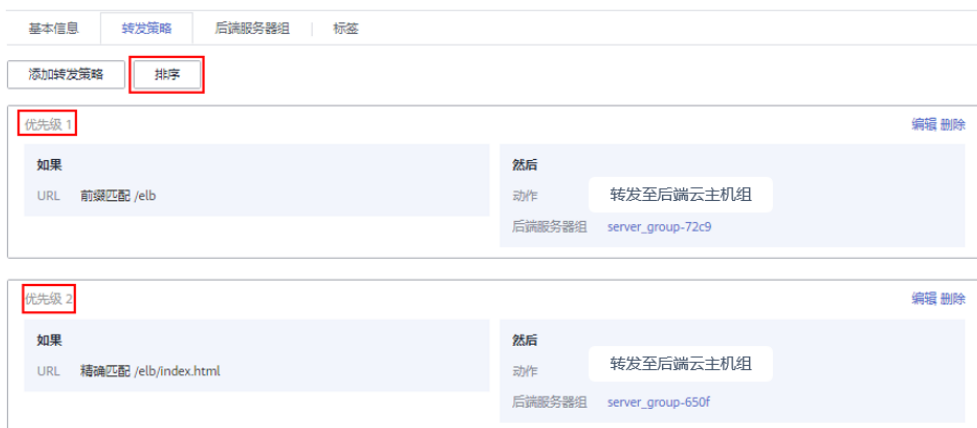 基本信息 转发策略 后端服务器组 标签
添加转发策略 排序
优先级 1 编辑 删除
如果 然后
URL 前缀匹配 /elb 动作 转发至后端云主机组
后端服务器组 server_group-72c9
优先级 2 编辑 删除
如果 然后
URL 精确匹配 /elb/index.html 动作 转发至后端云主机组
后端服务器组 server_group-650f